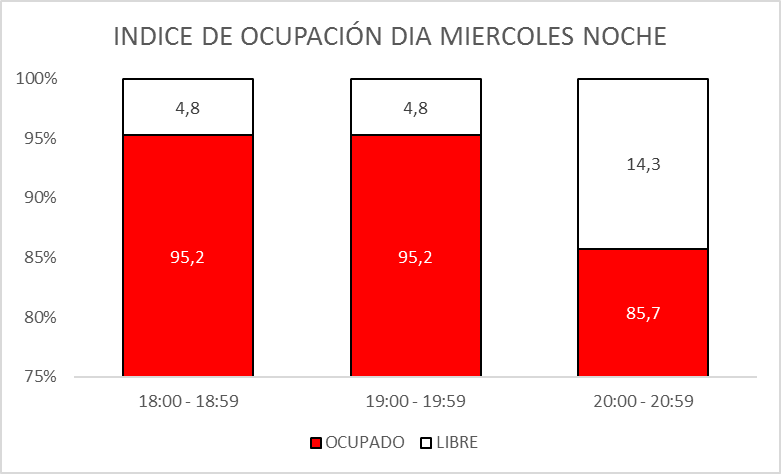 INDICE DE OCUPACIÓN DIA MIERCOLES NOCHE
100%
95%
90%
85%
80%
75%
4,8
4,8
14,3
95,2
95,2
85,7
18:00 - 18:59
19:00 - 19:59
20:00 - 20:59
OCUPADO
LIBRE